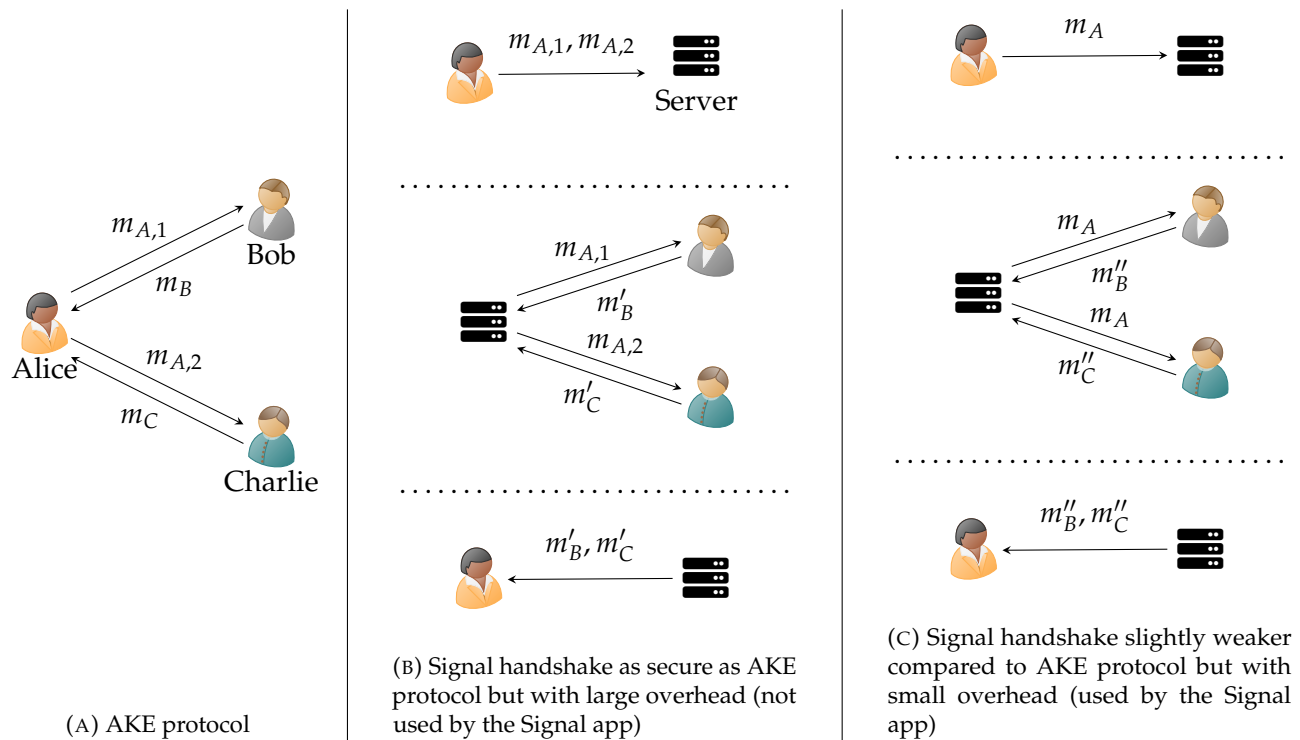 m_{A,1}
m_B
Bob
Alice
m_{A,2}
m_C
Charlie
(A) AKE protocol
m_{A,1}, m_{A,2}
Server
m_{A,1}
m'_B
m_{A,2}
m'_C
m'_B, m'_C
(B) Signal handshake as secure as AKE
protocol but with large overhead (not
used by the Signal app)
m_A
m_A
m''_B
m_A
m''_C
m''_B, m''_C
(C) Signal handshake slightly weaker
compared to AKE protocol but with
small overhead (used by the Signal
app)